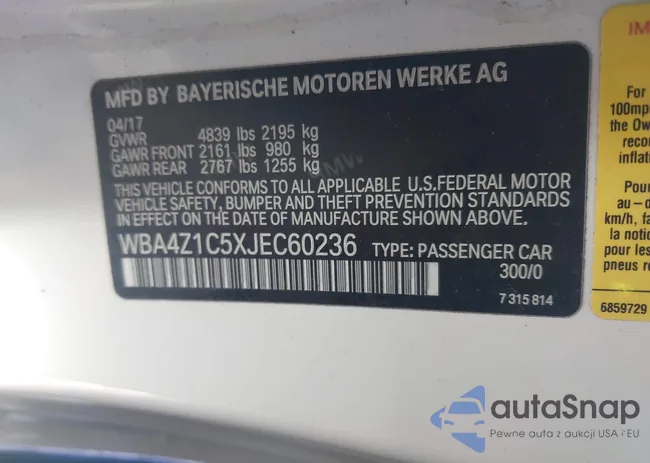 MFD BY BAYERISCHE MOTOREN WERKE AG
04/17
GVWR 4839 lbs 2195 kg
GAWR FRONT 2161 lbs 980 kg
GAWR REAR 2767 lbs 1255 kg
THIS VEHICLE CONFORMS TO ALL APPLICABLE U.S.FEDERAL MOTOR
VEHICLE SAFETY, BUMPER AND THEFT PREVENTION STANDARDS
IN EFFECT ON THE DATE OF MANUFACTURE SHOWN ABOVE
WBA4Z1C5XJEC60236 TYPE: PASSENGER CAR
300/0
7 315 814
IM
For
100mp
the Ow
reco
inflat
Pou
au-d
km/h, fa
la notic
pour les
pneus re
6859729
autaSnap
Pewne auta z aukcji USA i EU